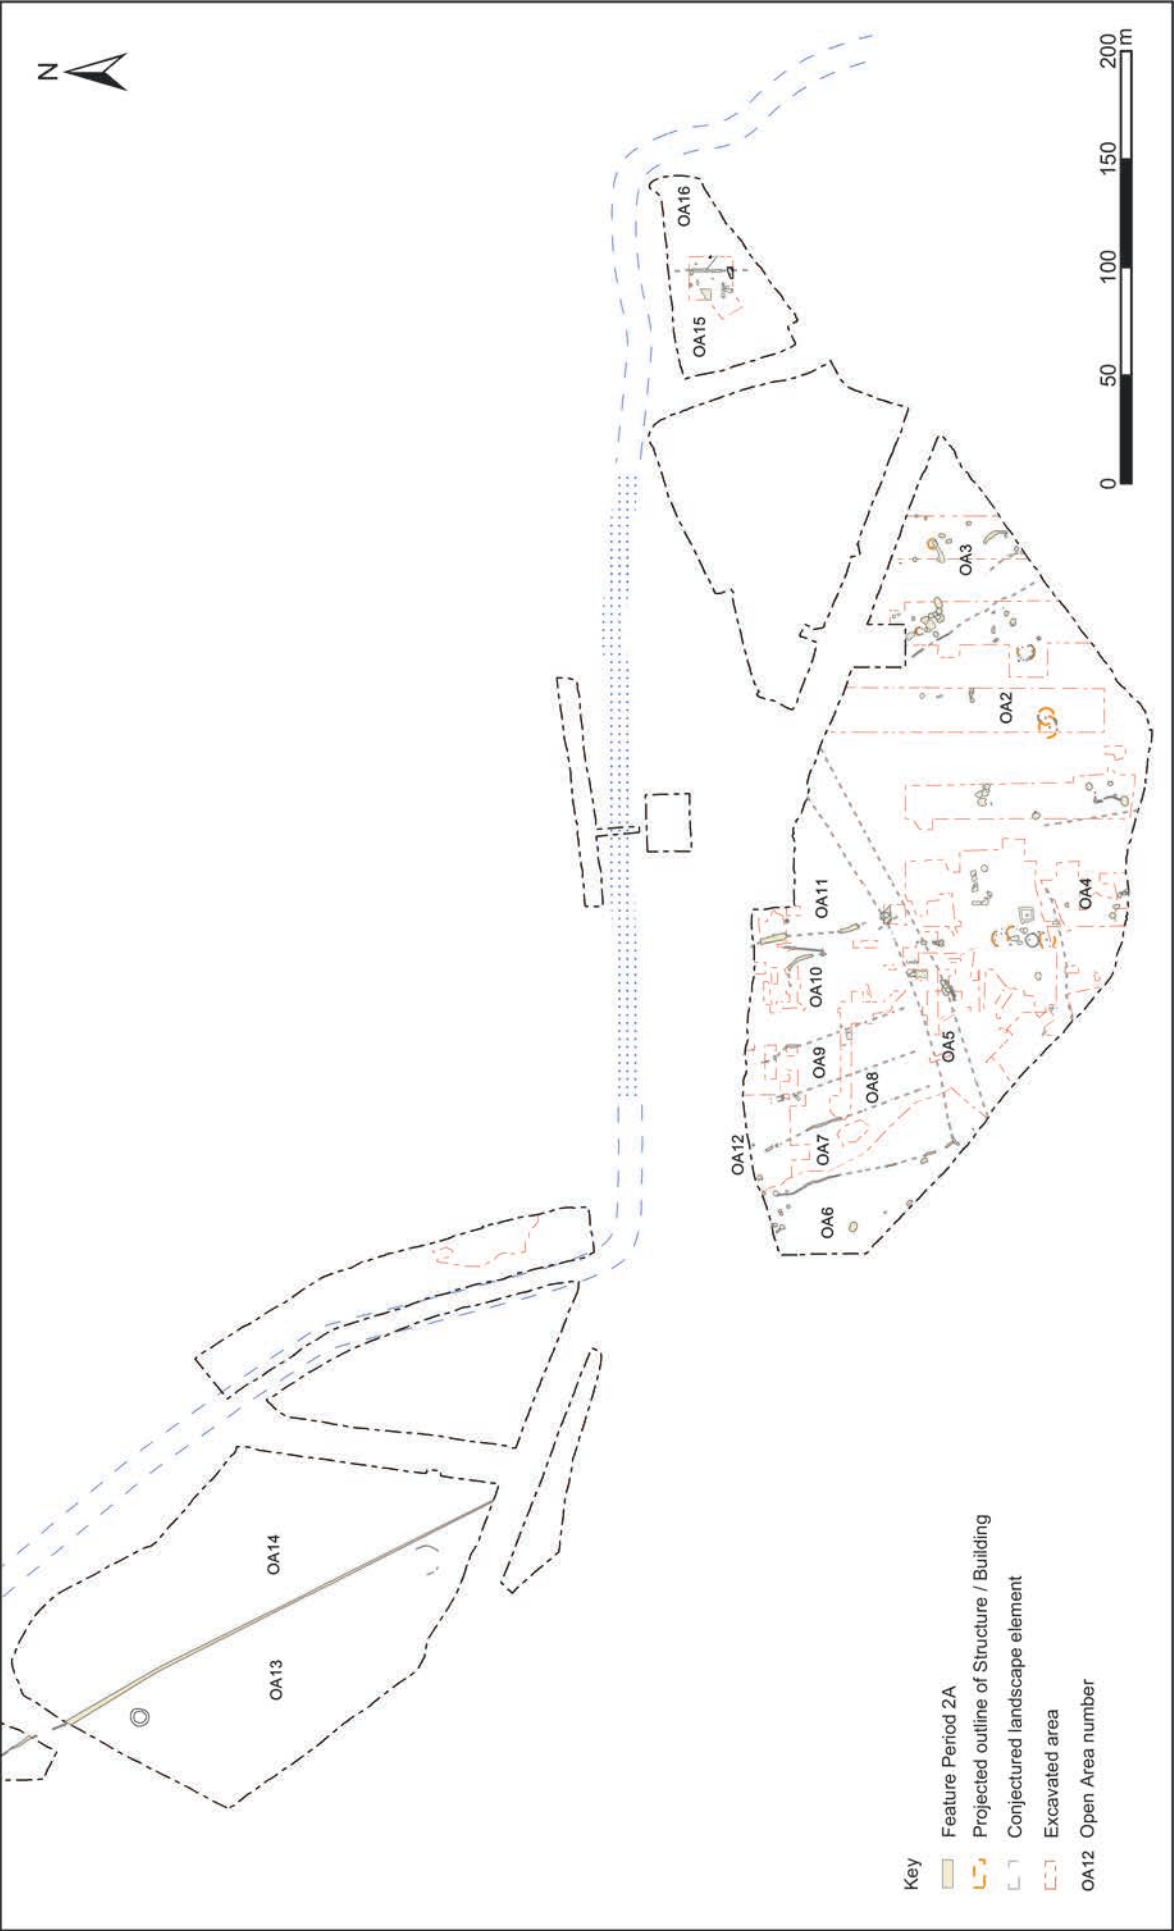 N
OA14
OA13
OA16
OA15
OA12
OA11
OA10
OA9
OA8
OA7
OA6
OA5
OA4
OA3
OA2
Key
Feature Period 2A
Projected outline of Structure / Building
Conjectured landscape element
Excavated area
OA12 Open Area number
0 50 100 150 200
m